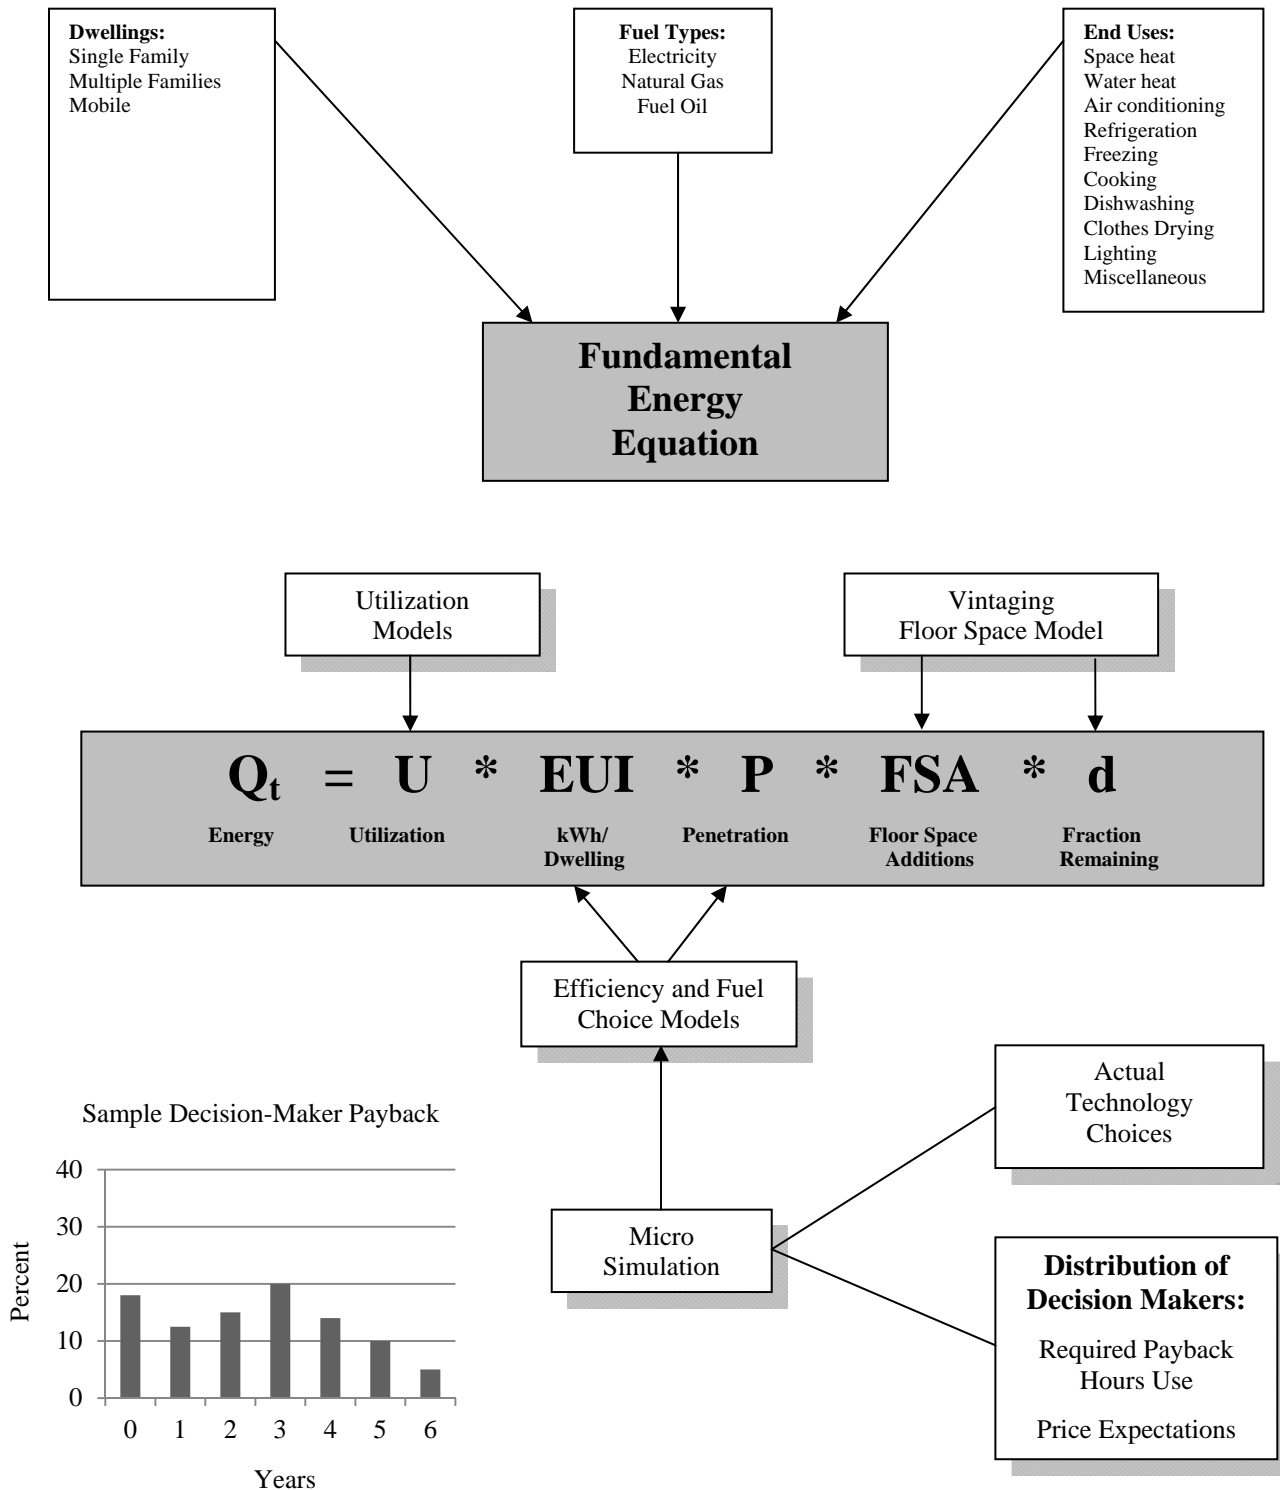 Dwellings:
Single Family
Multiple Families
Mobile
Fuel Types:
Electricity
Natural Gas
Fuel Oil
End Uses:
Space heat
Water heat
Air conditioning
Refrigeration
Freezing
Cooking
Dishwashing
Clothes Drying
Lighting
Miscellaneous
Fundamental
Energy
Equation
Utilization
Models
Vintaging
Floor Space Model
Qt = U * EUI * P * FSA * d
Energy Utilization kWh/ Penetration Floor Space Fraction
Dwelling Additions Remaining
Efficiency and Fuel
Choice Models
Actual
Technology
Choices
Micro
Simulation
Distribution of
Decision Makers:
Required Payback
Hours Use
Price Expectations
Sample Decision-Maker Payback
Percent
40
30
20
10
0
0 1 2 3 4 5 6
Years